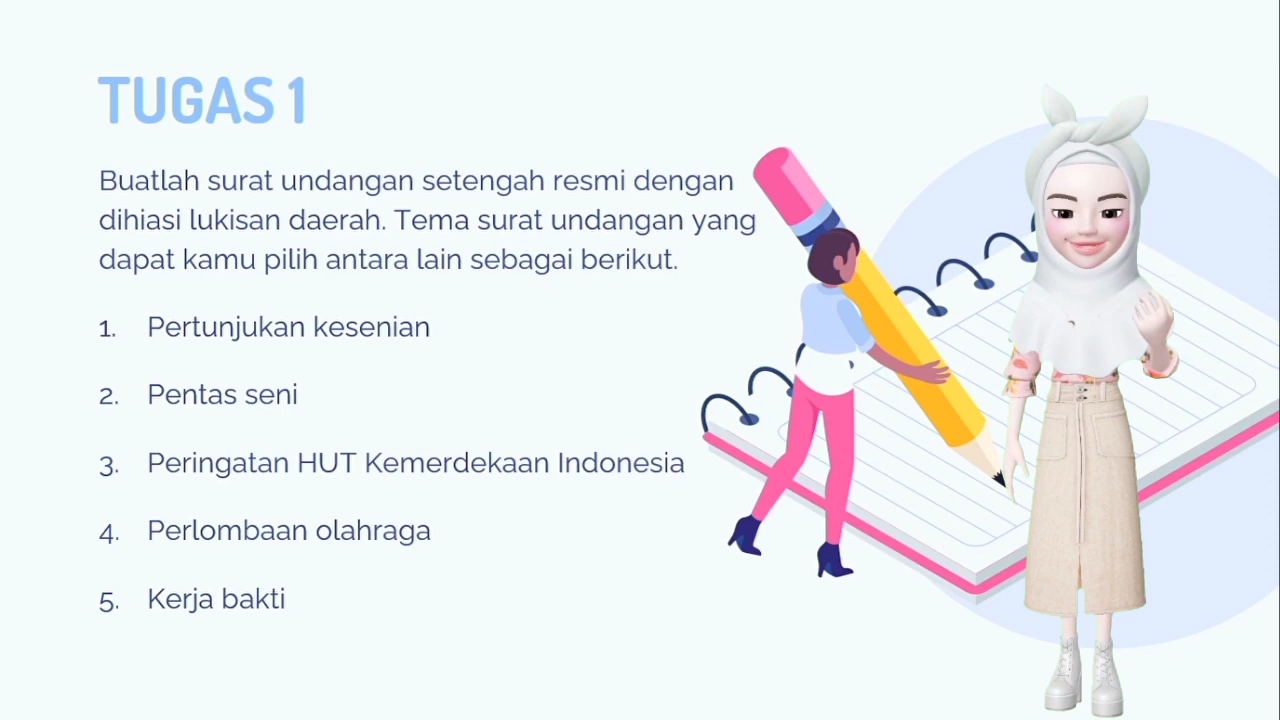 TUGAS 1
Buatlah surat undangan setengah resmi dengan
dihiasi lukisan daerah. Tema surat undangan yang
dapat kamu pilih antara lain sebagai berikut.
1. Pertunjukan kesenian
2. Pentas seni
3. Peringatan HUT Kemerdekaan Indonesia
4. Perlombaan olahraga
5. Kerja bakti